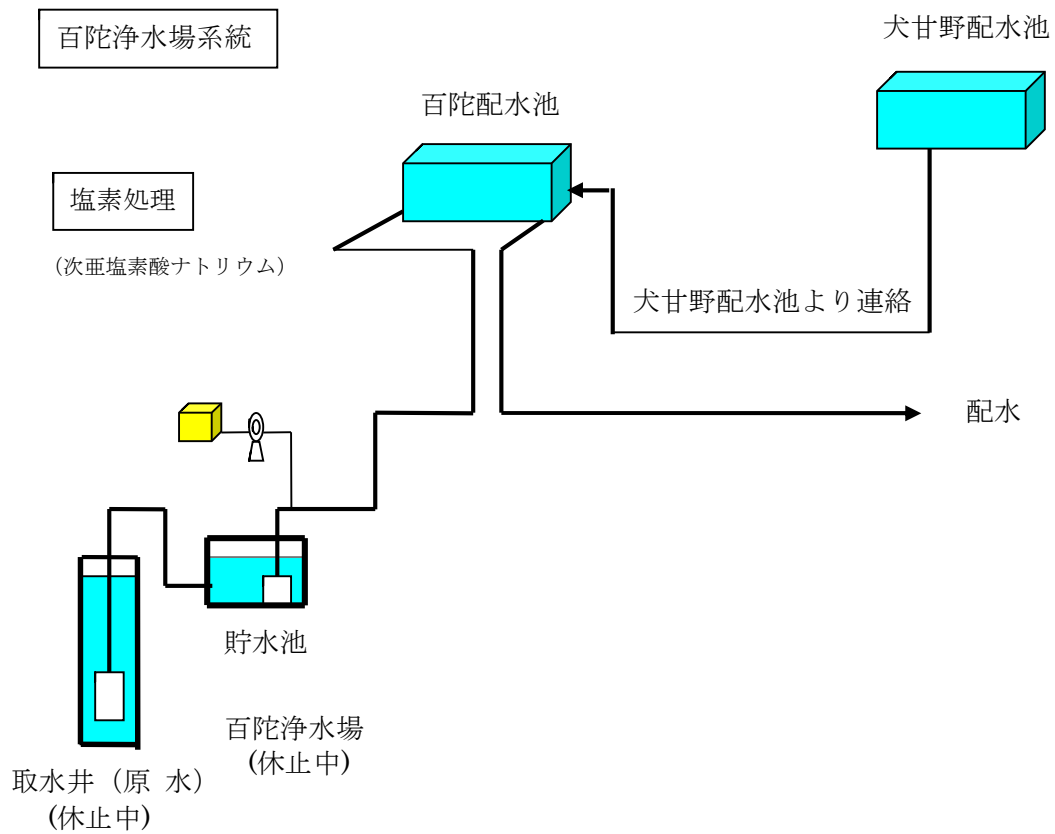 百陀浄水場系統
犬甘野配水池
百陀配水池
塩素処理
（次亜塩素酸ナトリウム）
犬甘野配水池より連絡
配水
貯水池
百陀浄水場
(休止中)
取水井（原 水）
(休止中)